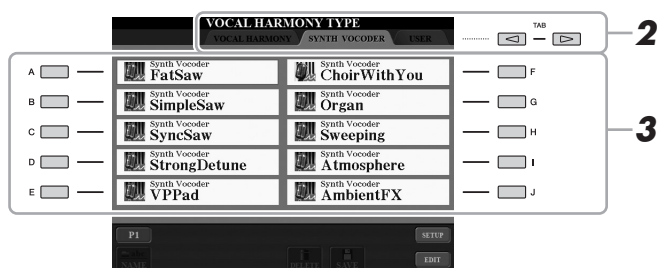 VOCAL HARMONY TYPE
VOCAL HARMONY SYNTH VOCODER USER
TAB
2
A Synth Vocoder FatSaw Synth Vocoder ChoirWithYou F
B Synth Vocoder SimpleSaw Synth Vocoder Organ G
C Synth Vocoder SyncSaw Synth Vocoder Sweeping H
3
D Synth Vocoder StrongDetune Synth Vocoder Atmosphere I
E Synth Vocoder VPPad Synth Vocoder AmbientFX J
P1 SETUP
NAME DELETE SAVE EDIT